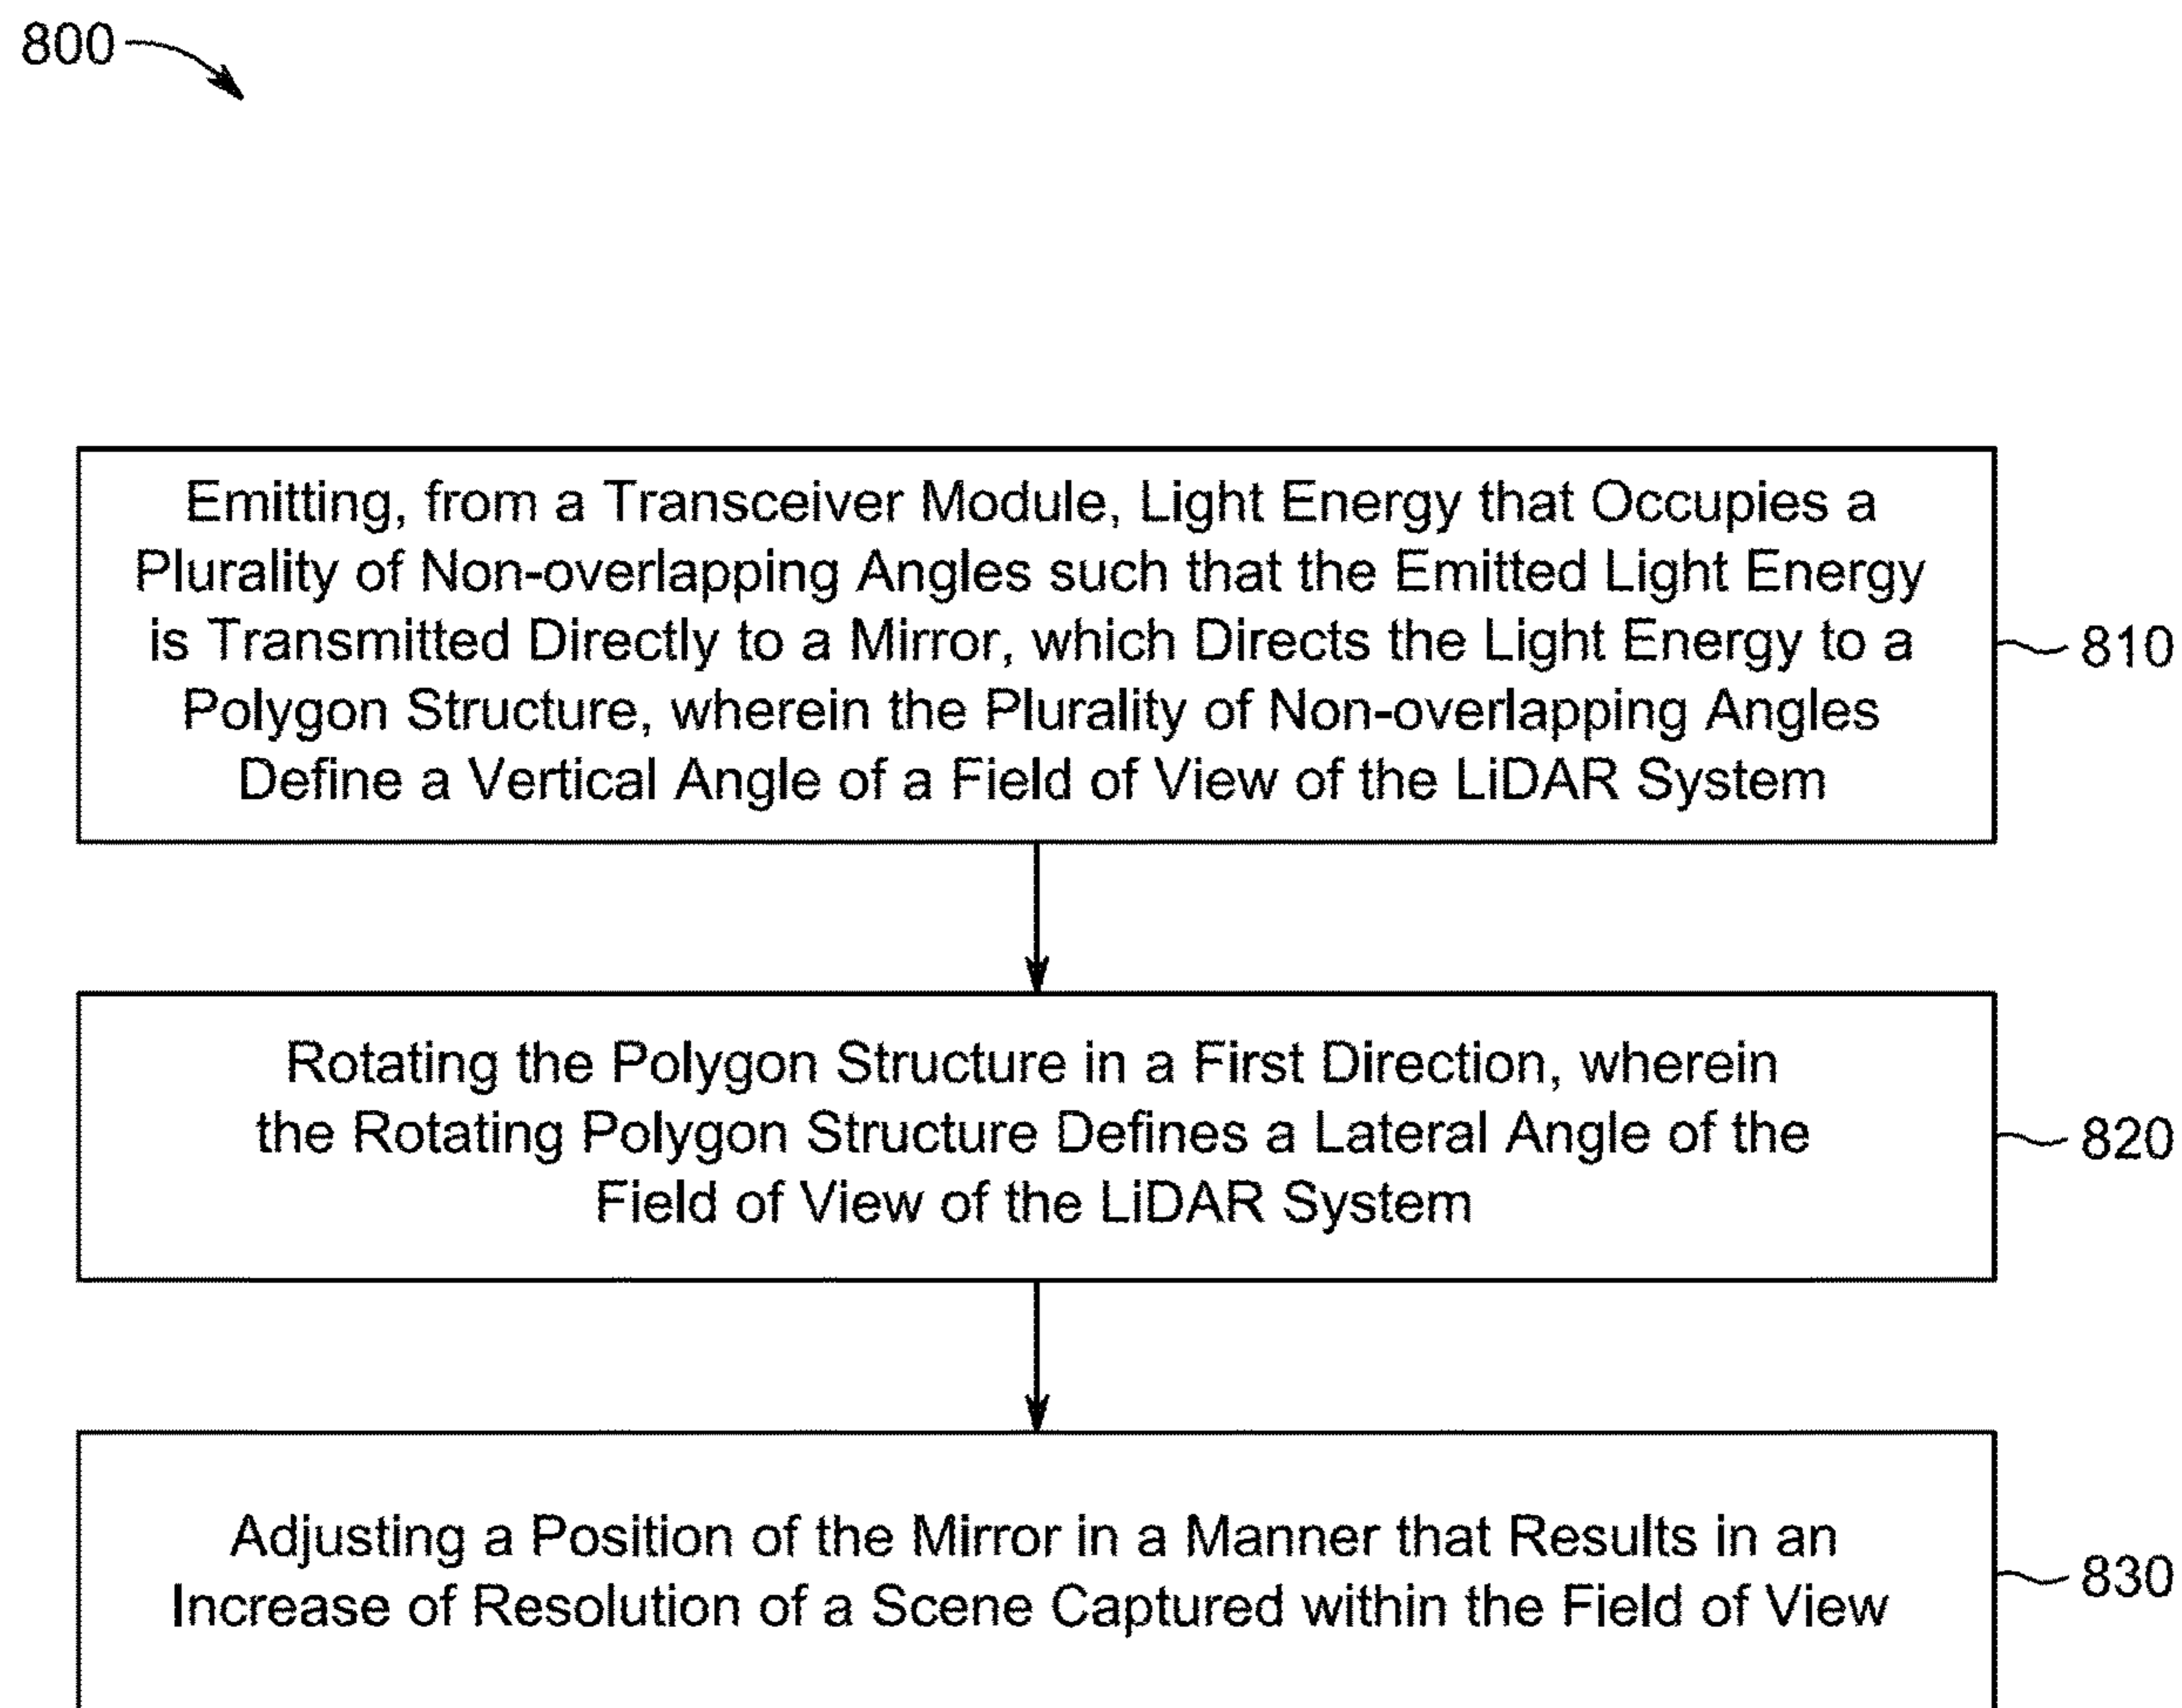 800
Emitting, from a Transceiver Module, Light Energy that Occupies a
Plurality of Non-overlapping Angles such that the Emitted Light Energy
is Transmitted Directly to a Mirror, which Directs the Light Energy to a
Polygon Structure, wherein the Plurality of Non-overlapping Angles
Define a Vertical Angle of a Field of View of the LiDAR System
810
Rotating the Polygon Structure in a First Direction, wherein
the Rotating Polygon Structure Defines a Lateral Angle of the
Field of View of the LiDAR System
820
Adjusting a Position of the Mirror in a Manner that Results in an
Increase of Resolution of a Scene Captured within the Field of View
830